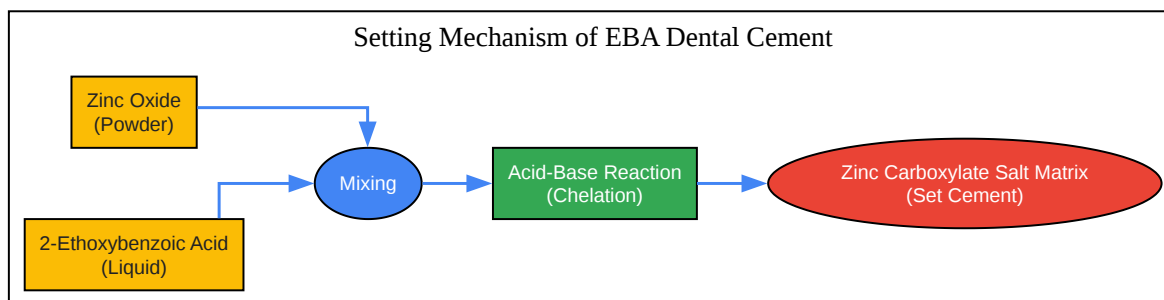 Setting Mechanism of EBA Dental Cement
Zinc Oxide
(Powder)
2-Ethoxybenzoic Acid
(Liquid)
Mixing
Acid-Base Reaction
(Chelation)
Zinc Carboxylate Salt Matrix
(Set Cement)